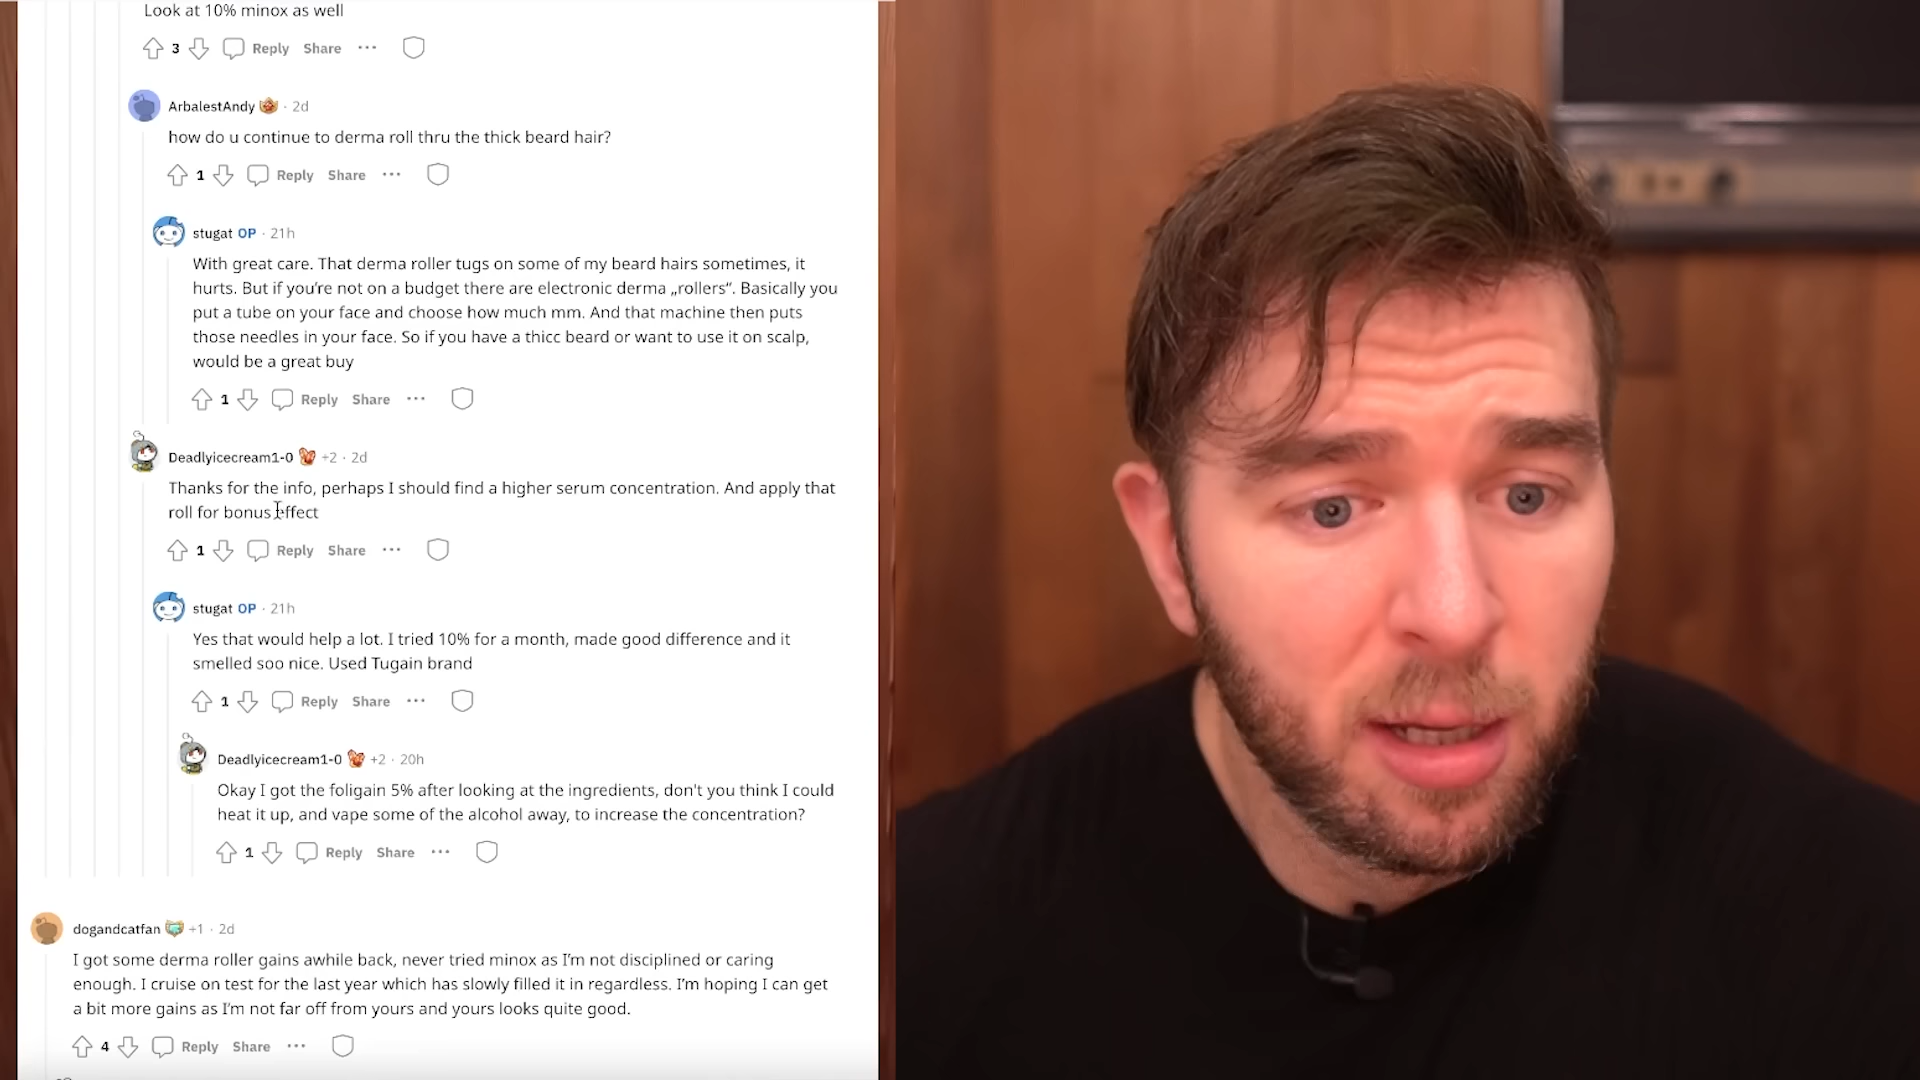 Look at 10% minox as well
3 Reply Share ···
ArbalestAndy · 2d
how do u continue to derma roll thru the thick beard hair?
1 Reply Share ···
stugat OP · 21h
With great care. That derma roller tugs on some of my beard hairs sometimes, it
hurts. But if you're not on a budget there are electronic derma „rollers“. Basically you
put a tube on your face and choose how much mm. And that machine then puts
those needles in your face. So if you have a thicc beard or want to use it on scalp,
would be a great buy
1 Reply Share ···
Deadlyicecream1-0 +2 · 2d
Thanks for the info, perhaps I should find a higher serum concentration. And apply that
roll for bonus effect
1 Reply Share ···
stugat OP · 21h
Yes that would help a lot. I tried 10% for a month, made good difference and it
smelled soo nice. Used Tugain brand
1 Reply Share ···
Deadlyicecream1-0 +2 · 20h
Okay I got the foligain 5% after looking at the ingredients, don't you think I could
heat it up, and vape some of the alcohol away, to increase the concentration?
1 Reply Share ···
dogandcatfan +1 · 2d
I got some derma roller gains awhile back, never tried minox as I'm not disciplined or caring
enough. I cruise on test for the last year which has slowly filled it in regardless. I'm hoping I can get
a bit more gains as I'm not far off from yours and yours looks quite good.
4 Reply Share ···